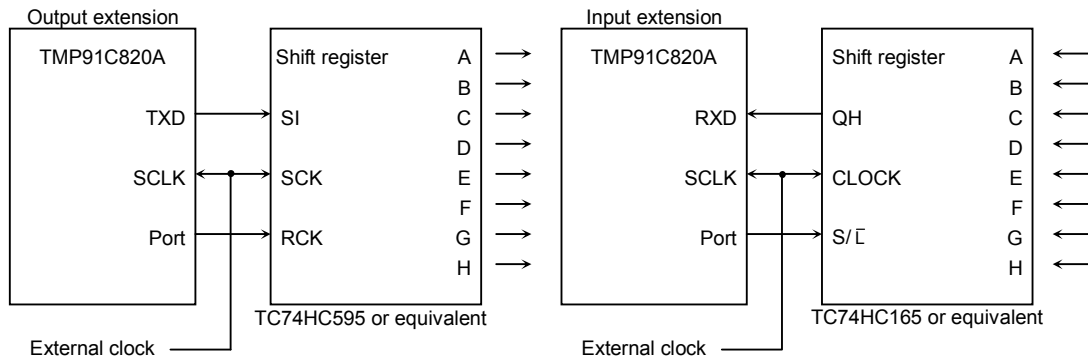 Output extension
TMP91C820A
TXD
SCLK
Port
Shift register
SI
SCK
RCK
A
B
C
D
E
F
G
H
TC74HC595 or equivalent
External clock
Input extension
TMP91C820A
RXD
SCLK
Port
Shift register
QH
CLOCK
S/L̅
A
B
C
D
E
F
G
H
TC74HC165 or equivalent
External clock